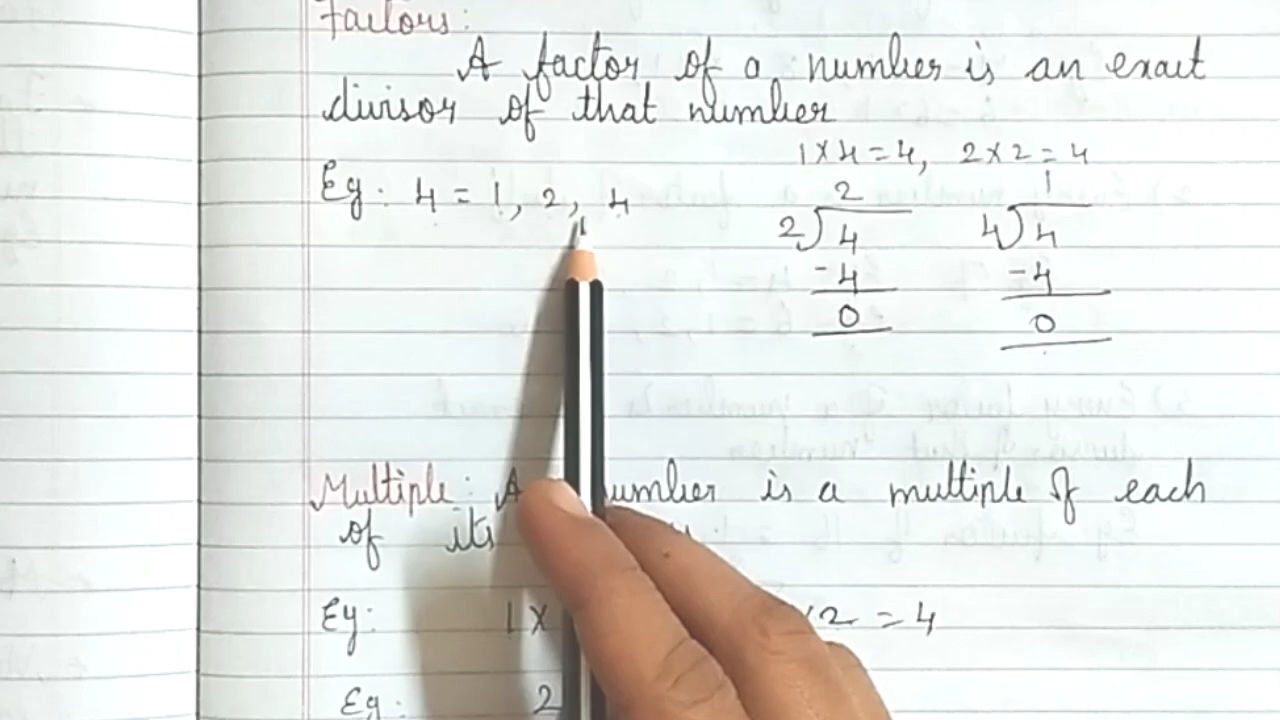 Factors:
A factor of a number is an exact
divisor of that number
1 x 4 = 4, 2 x 2 = 4
Eg: 4 = 1, 2, 4
2 1
2)4 4)4
-4 -4
0 0
Multiple: A number is a multiple of each
of its
Eg: 1 x x2 = 4
Eg: 2